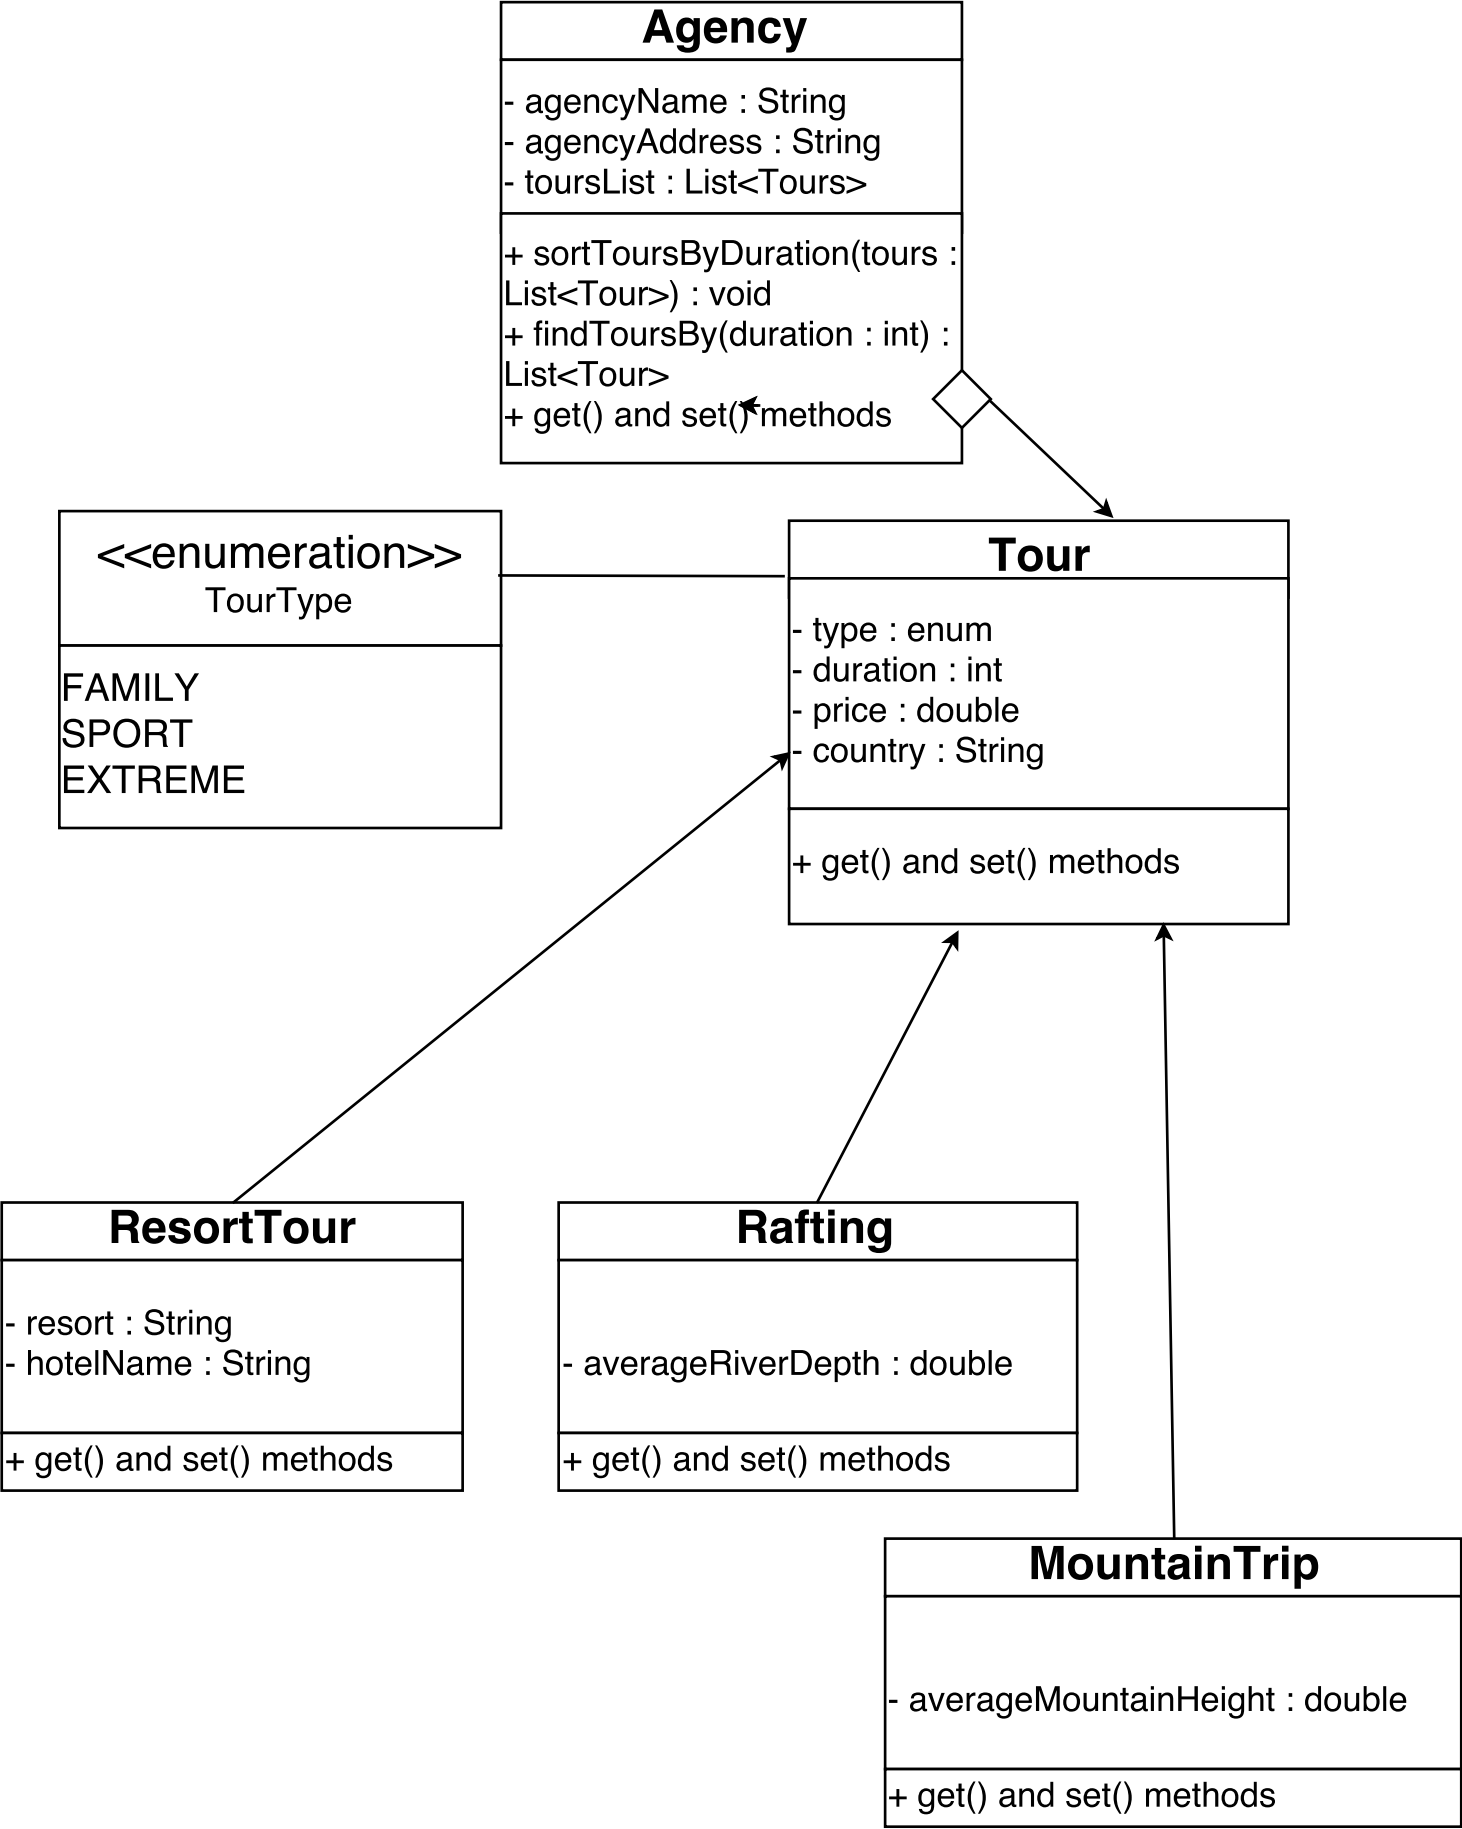 Agency
- agencyName : String
- agencyAddress : String
- toursList : List<Tours>
+ sortToursByDuration(tours :
List<Tour>) : void
+ findToursBy(duration : int) :
List<Tour>
+ get() and set() methods
<<enumeration>>
TourType
FAMILY
SPORT
EXTREME
Tour
- type : enum
- duration : int
- price : double
- country : String
+ get() and set() methods
ResortTour
- resort : String
- hotelName : String
+ get() and set() methods
Rafting
- averageRiverDepth : double
+ get() and set() methods
MountainTrip
- averageMountainHeight : double
+ get() and set() methods